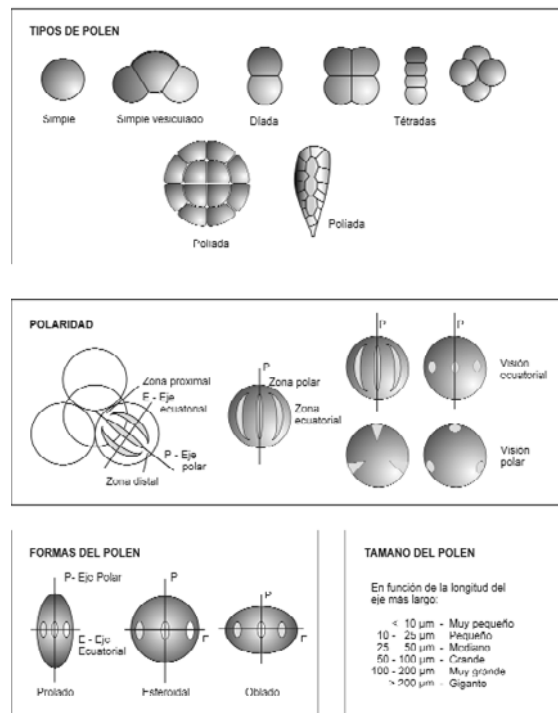 TIPOS DE POLEN
Simple
Simple vesiculado
Díada
Tétradas
Políada
Políada
POLARIDAD
Zona proximal
E - Eje
ecuatorial
P - Eje
polar
Zona distal
P
Zona polar
Zona
ecuatorial
P
P
Visión
ecuatorial
Visión
polar
FORMAS DEL POLEN
P- Eje Polar
E - Eje
Ecuatorial
Prolado
P
E
Esferoidal
P
E
Oblado
TAMANO DEL POLEN
En función de la longitud del
eje más largo:
< 10 µm - Muy pequeño
10 - 25 µm - Pequeño
25 50 µm - Mediano
50 - 100 µm - Grande
100 - 200 µm - Muy grande
> 200 µm - Gigante